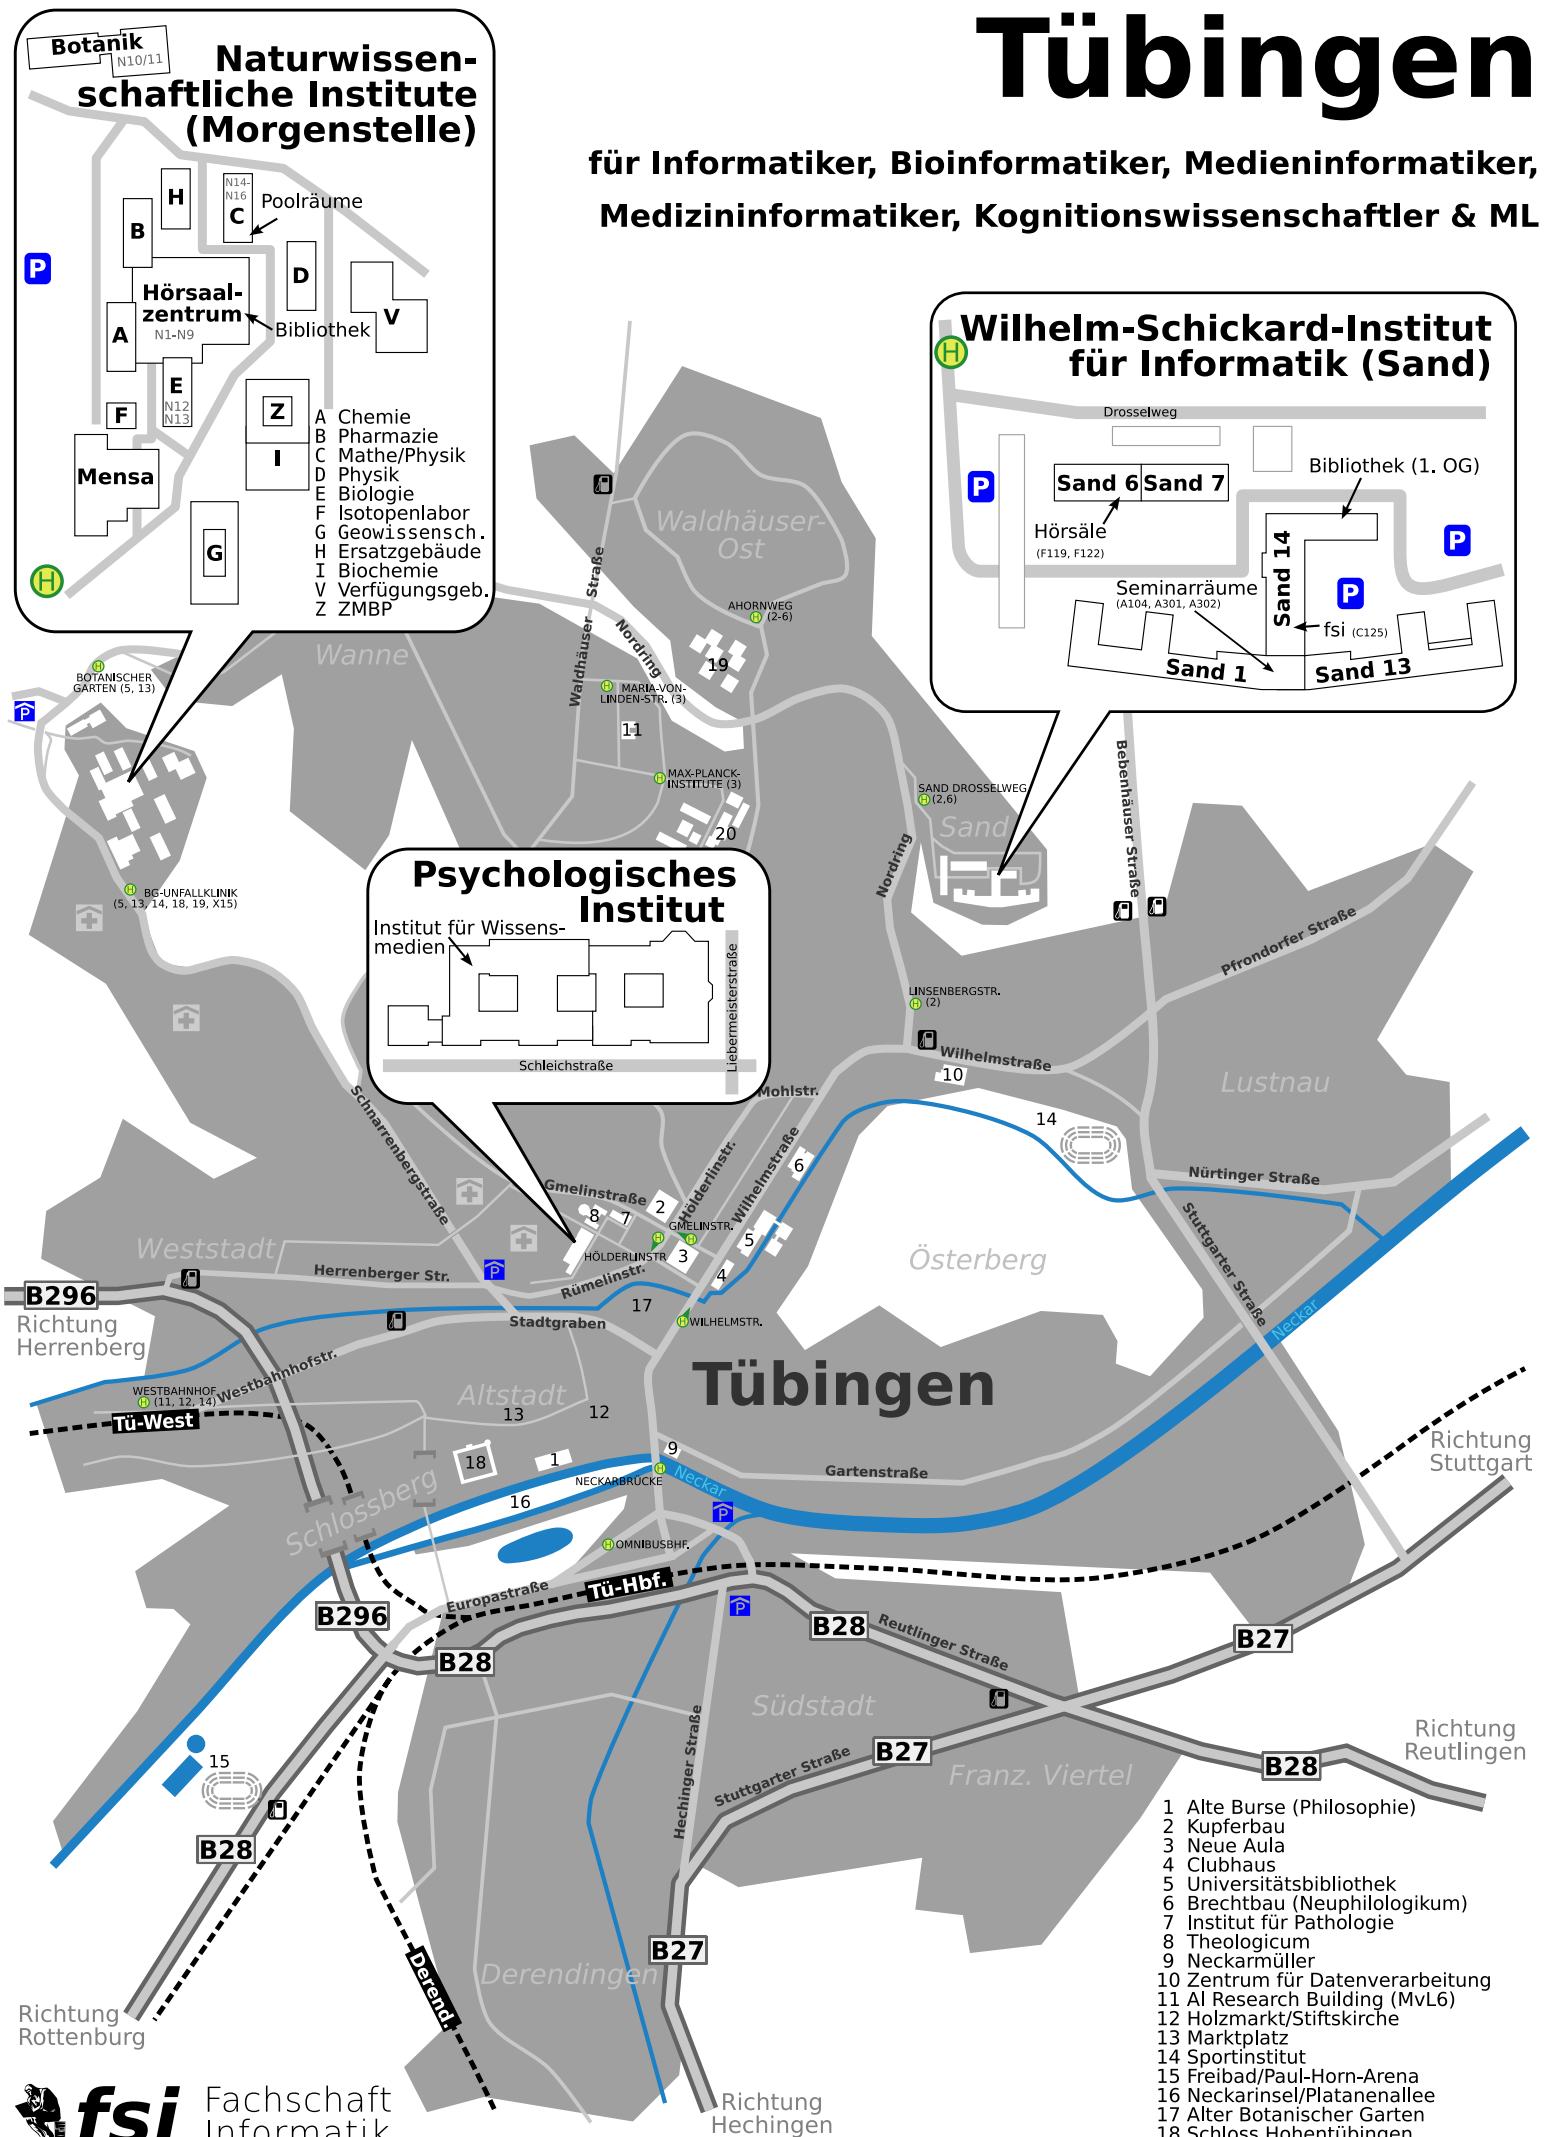 Tübingen
für Informatiker, Bioinformatiker, Medieninformatiker,
Medizininformatiker, Kognitionswissenschaftler & ML
Botanik
N10/11
Naturwissen-
schaftliche Institute
(Morgenstelle)
H
N14-
N16
C
Poolräume
B
P
D
Hörsaal-
zentrum
N1-N9
Bibliothek
V
A
E
N12
N13
F
Z
I
Mensa
G
H
A Chemie
B Pharmazie
C Mathe/Physik
D Physik
E Biologie
F Isotopenlabor
G Geowissensch.
H Ersatzgebäude
I Biochemie
V Verfügungsgeb.
Z ZMBP
Wilhelm-Schickard-Institut
für Informatik (Sand)
H
Drosselweg
P
Sand 6
Sand 7
Bibliothek (1. OG)
Hörsäle
(F119, F122)
P
Sand 14
Seminarräume
(A104, A301, A302)
P
fsi (C125)
Sand 1
Sand 13
Waldhäuser-
Ost
Waldhäuser Straße
Nordring
AHORNWEG
H (2-6)
19
Wanne
H
BOTANISCHER
GARTEN (5, 13)
P
H MARIA-VON-
LINDEN-STR. (3)
11
H MAX-PLANCK-
INSTITUTE (3)
20
SAND DROSSELWEG
H (2,6)
Sand
Nordring
Bebenhäuser Straße
Pfrondorfer Straße
H BG-UNFALLKLINIK
(5, 13, 14, 18, 19, X15)
Psychologisches
Institut
Institut für Wissens-
medien
Schleichstraße
Liebermeisterstraße
LINSENBERGSTR.
H (2)
Wilhelmstraße
10
Lustnau
14
Mohlstr.
Schnarrenbergstraße
Gmelinstraße
Hölderlinstr.
Wilhelmstraße
6
2
8
7
GMELINSTR.
H
H
HÖLDERLINSTR
3
5
4
Nürtinger Straße
Stuttgarter Straße
Österberg
Weststadt
Herrenberger Str.
P
Rümelinstr.
17
H WILHELMSTR.
B296
Richtung
Herrenberg
Stadtgraben
Westbahnhofstr.
Neckar
WESTBAHNHOF
H (11, 12, 14)
Tü-West
Altstadt
Tübingen
13
12
18
1
9
H
NECKARBRÜCKE
Neckar
Gartenstraße
Richtung
Stuttgart
Schlossberg
16
P
H OMNIBUSBHF.
Europastraße
Tü-Hbf.
P
B296
B28
B28
Reutlinger Straße
B27
Südstadt
Hechinger Straße
Stuttgarter Straße
B27
Franz. Viertel
B28
Richtung
Reutlingen
15
B28
B27
Derendingen
Derend.
Richtung
Rottenburg
Richtung
Hechingen
fsi
Fachschaft
Informatik
1 Alte Burse (Philosophie)
2 Kupferbau
3 Neue Aula
4 Clubhaus
5 Universitätsbibliothek
6 Brechtbau (Neuphilologikum)
7 Institut für Pathologie
8 Theologicum
9 Neckarmüller
10 Zentrum für Datenverarbeitung
11 AI Research Building (MvL6)
12 Holzmarkt/Stiftskirche
13 Marktplatz
14 Sportinstitut
15 Freibad/Paul-Horn-Arena
16 Neckarinsel/Platanenallee
17 Alter Botanischer Garten
18 Schloss Hohentübingen